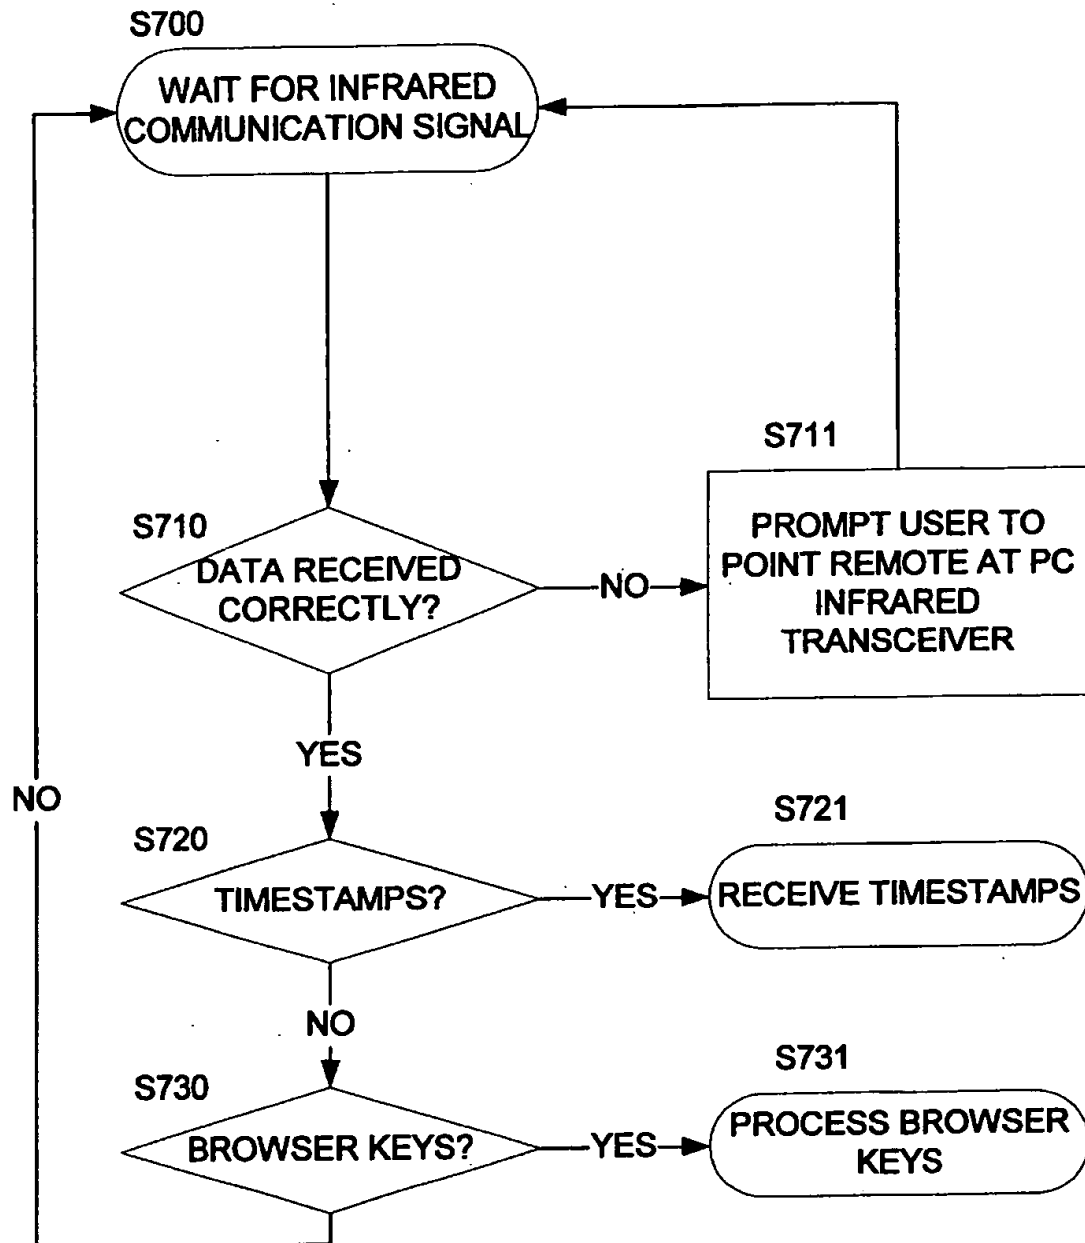 S700
WAIT FOR INFRARED
COMMUNICATION SIGNAL
S711
PROMPT USER TO
POINT REMOTE AT PC
INFRARED
TRANSCEIVER
S710
DATA RECEIVED
CORRECTLY?
NO
YES
NO
S720
TIMESTAMPS?
YES
S721
RECEIVE TIMESTAMPS
NO
S730
BROWSER KEYS?
YES
S731
PROCESS BROWSER
KEYS